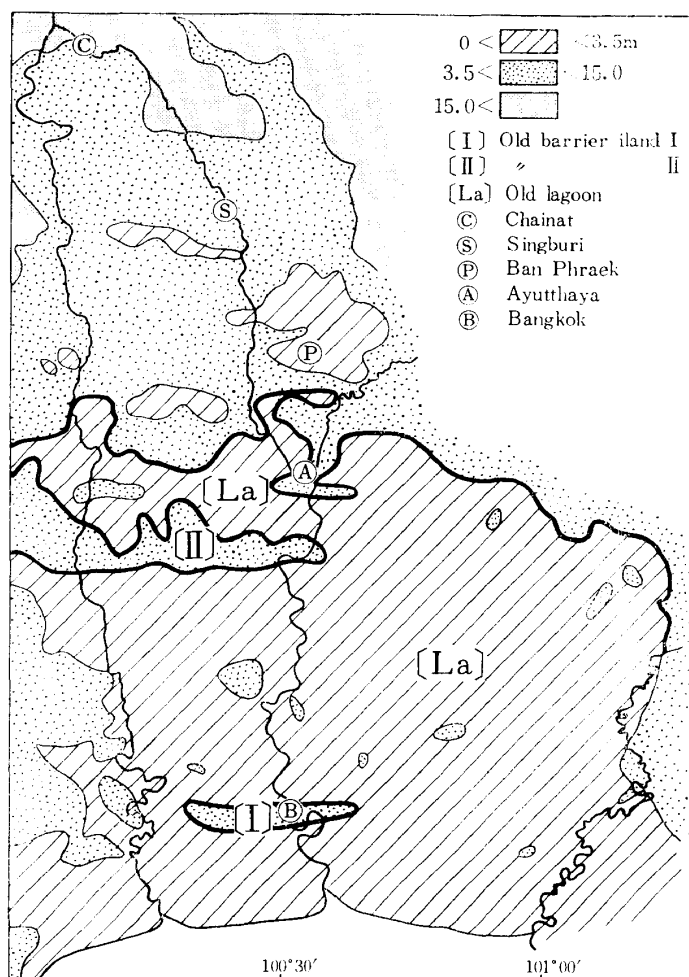 0 < ~3.5m
3.5 < ~15.0
15.0 <
[I] Old barrier iland I
[II] 〃 II
[La] Old lagoon
Ⓒ Chainat
Ⓢ Singburi
Ⓟ Ban Phraek
Ⓐ Ayutthaya
Ⓑ Bangkok
C
S
P
A
[La]
[II]
[La]
[I] B
100°30′ 101°00′